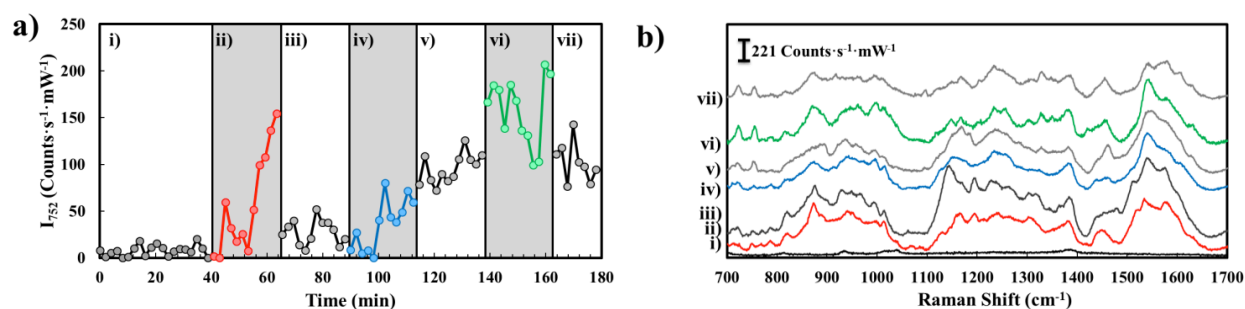 a)
I752 (Counts·s-1·mW-1)
250
200
150
100
50
0
i)
ii)
iii)
iv)
v)
vi)
vii)
0 20 40 60 80 100 120 140 160 180
Time (min)
b)
221 Counts·s-1·mW-1
vii)
vi)
v)
iv)
iii)
ii)
i)
700 800 900 1000 1100 1200 1300 1400 1500 1600 1700
Raman Shift (cm-1)